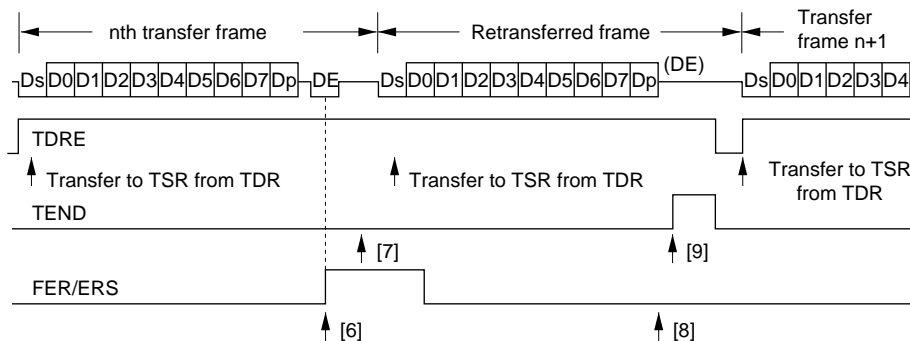 nth transfer frame
Retransferred frame
Transfer
frame n+1
Ds D0 D1 D2 D3 D4 D5 D6 D7 Dp DE Ds D0 D1 D2 D3 D4 D5 D6 D7 Dp (DE) Ds D0 D1 D2 D3 D4
TDRE
Transfer to TSR from TDR
Transfer to TSR from TDR
Transfer to TSR
from TDR
TEND
[7]
[9]
FER/ERS
[6]
[8]